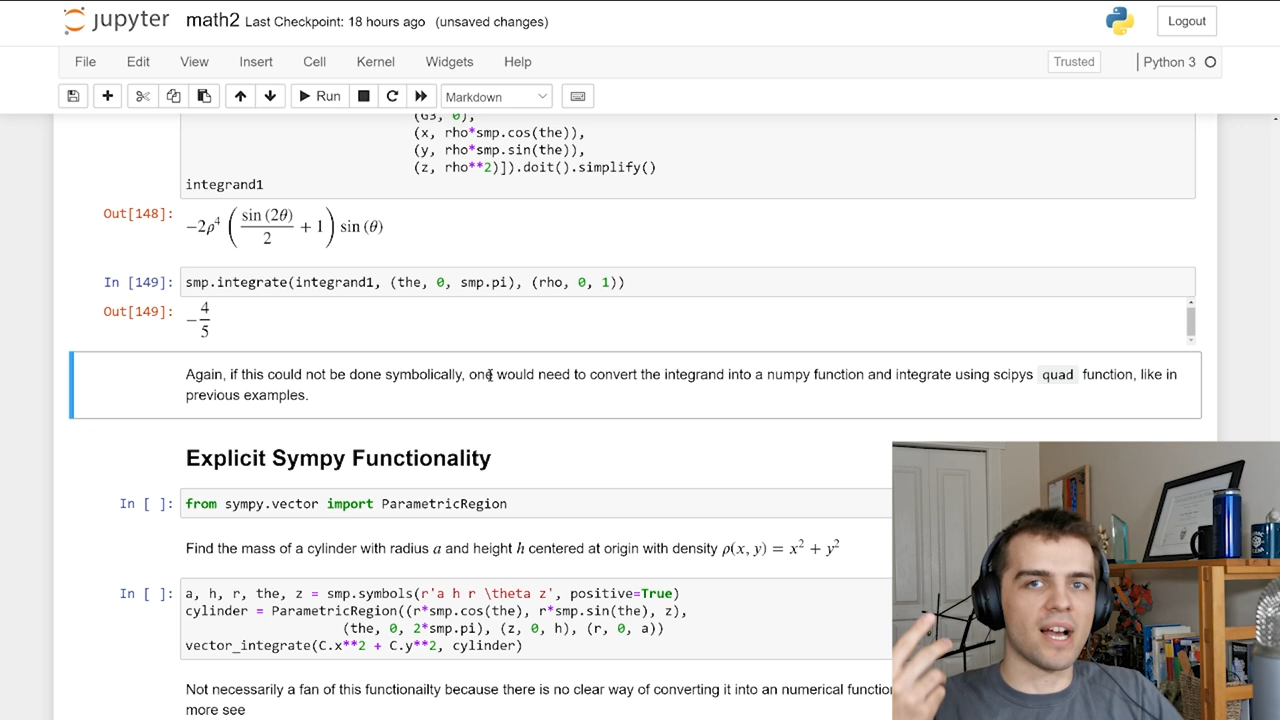 jupyter math2 Last Checkpoint: 18 hours ago (unsaved changes) Logout
File Edit View Insert Cell Kernel Widgets Help Trusted Python 3
Run Markdown
(G3, 0),
(x, rho*smp.cos(the)),
(y, rho*smp.sin(the)),
(z, rho**2)]).doit().simplify()
integrand1
Out[148]: −2ρ⁴ (sin (2θ)/2 + 1) sin (θ)
In [149]: smp.integrate(integrand1, (the, 0, smp.pi), (rho, 0, 1))
Out[149]: −4/5
Again, if this could not be done symbolically, one would need to convert the integrand into a numpy function and integrate using scipys quad function, like in
previous examples.
Explicit Sympy Functionality
In [ ]: from sympy.vector import ParametricRegion
Find the mass of a cylinder with radius a and height h centered at origin with density ρ(x, y) = x² + y²
In [ ]: a, h, r, the, z = smp.symbols(r'a h r \theta z', positive=True)
cylinder = ParametricRegion((r*smp.cos(the), r*smp.sin(the), z),
(the, 0, 2*smp.pi), (z, 0, h), (r, 0, a))
vector_integrate(C.x**2 + C.y**2, cylinder)
Not necessarily a fan of this functionailty because there is no clear way of converting it into an numerical function
more see